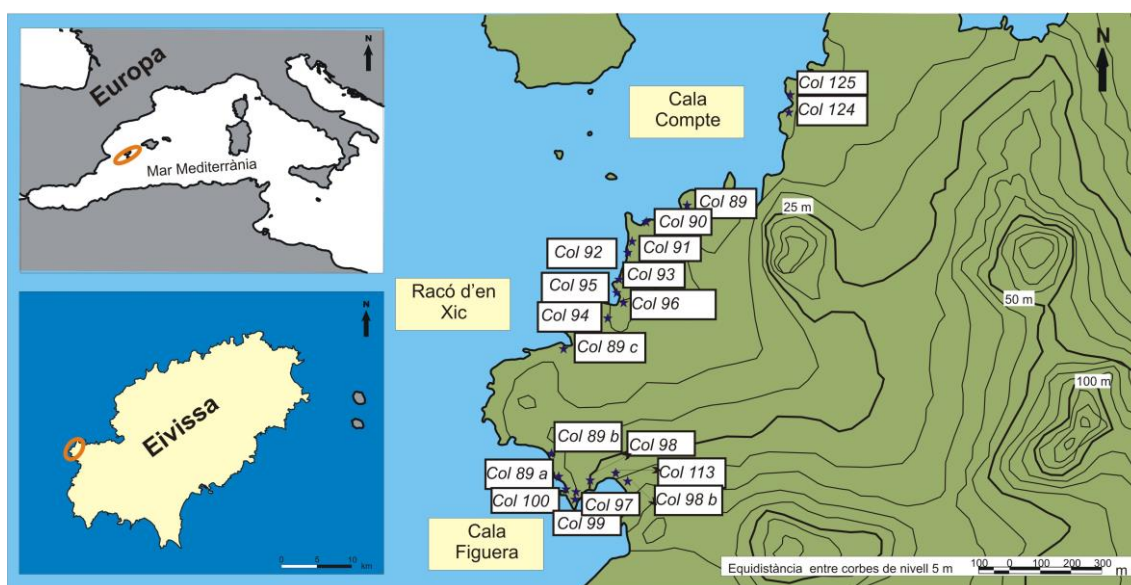 N
Europa
Mar Mediterrània
N
Eivissa
0 5 10
km
N
Cala
Compte
Col 125
Col 124
Col 89
Col 90
25 m
Col 91
Col 92
Col 93
Racó d'en
Xic
Col 95
Col 96
50 m
Col 94
Col 89 c
100 m
Col 89 b
Col 98
Col 89 a
Col 113
Col 100
Col 97
Col 98 b
Col 99
Cala
Figuera
Equidistància entre corbes de nivell 5 m
100 0 100 200 300 m